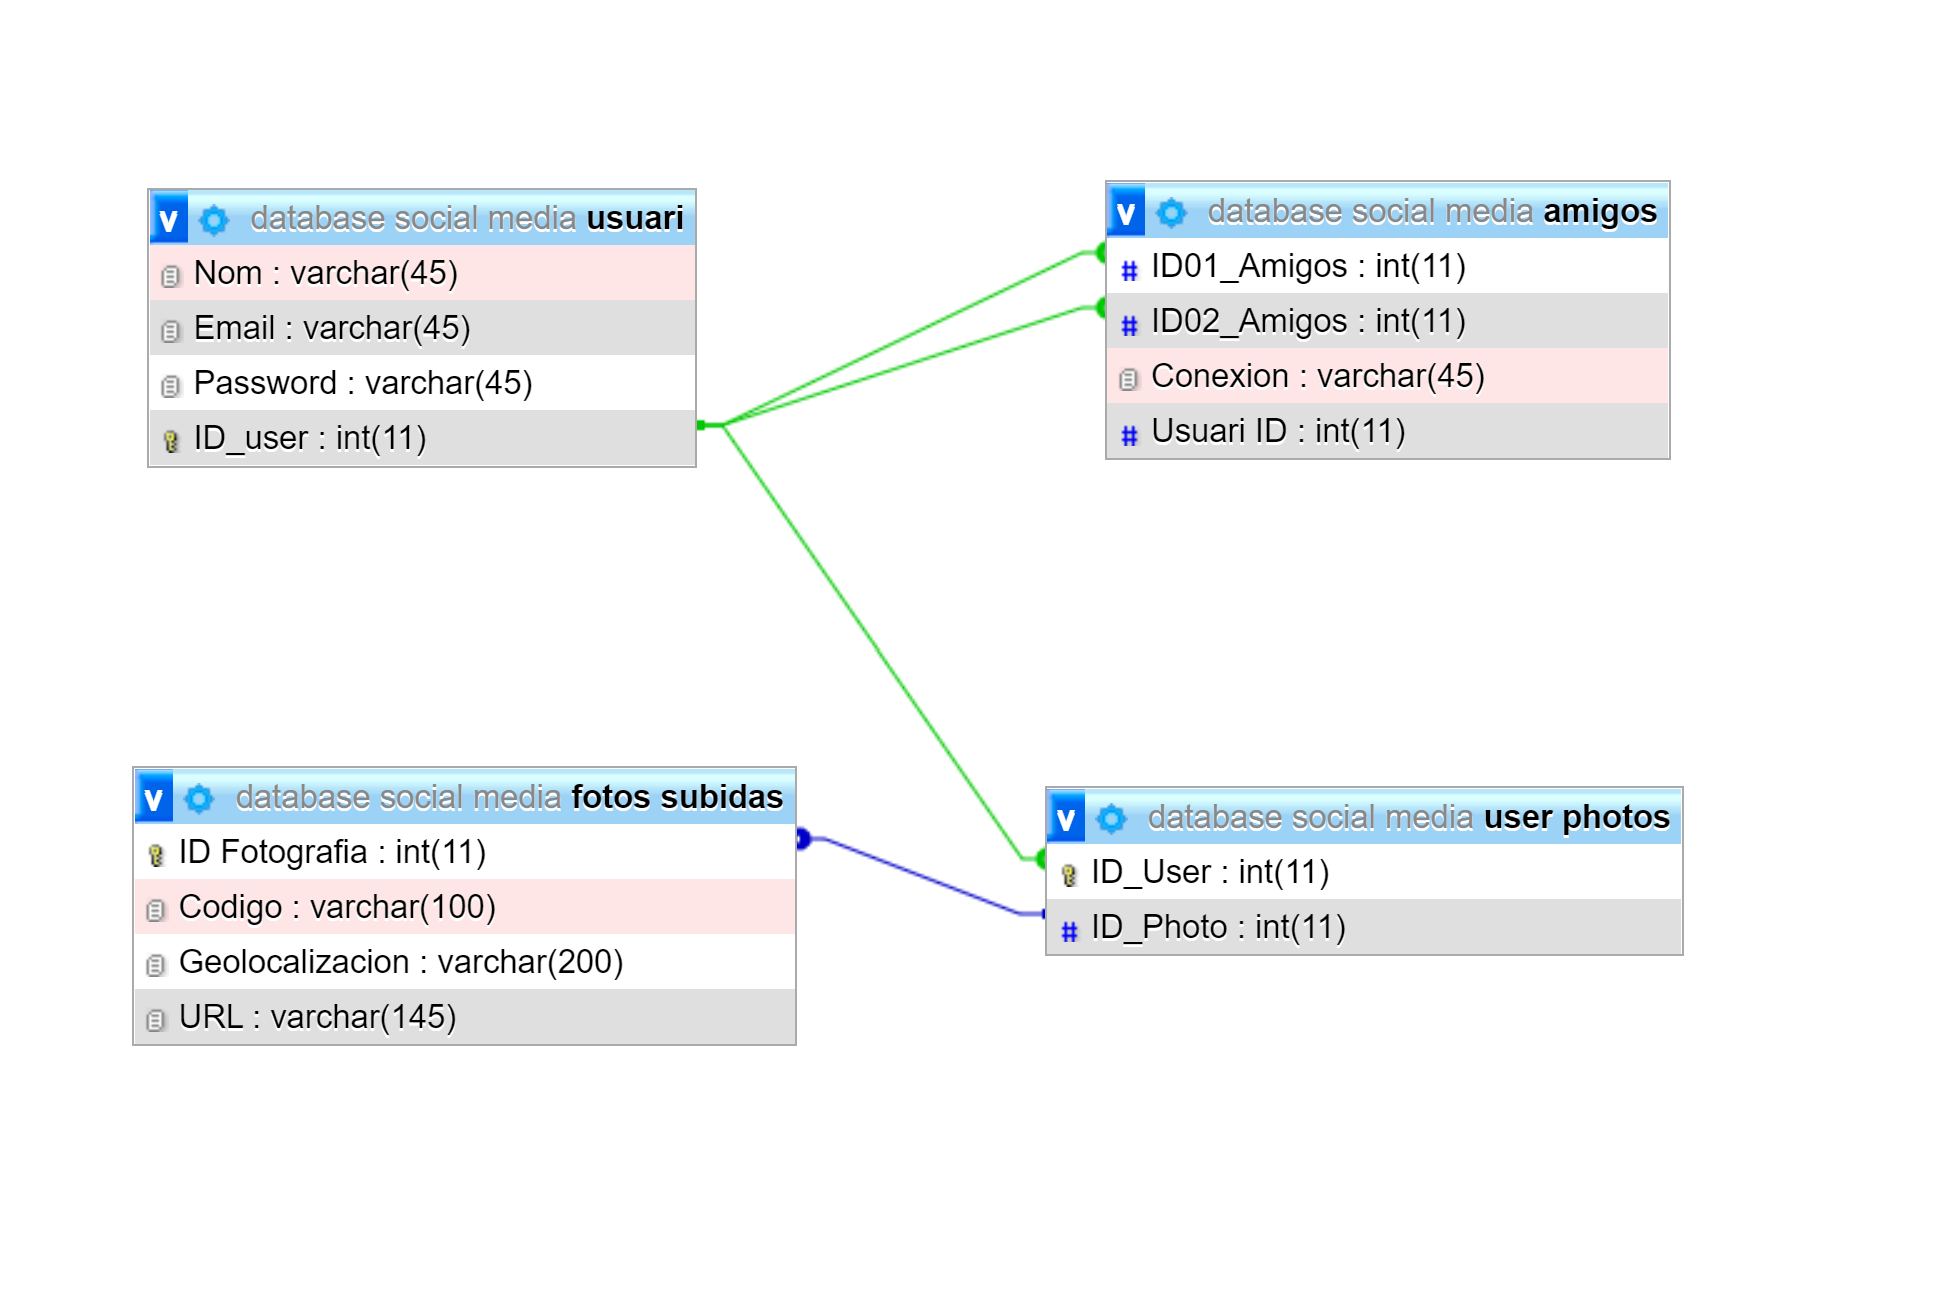 v database social media usuari
Nom : varchar(45)
Email : varchar(45)
Password : varchar(45)
ID_user : int(11)
v database social media amigos
# ID01_Amigos : int(11)
# ID02_Amigos : int(11)
Conexion : varchar(45)
# Usuari ID : int(11)
v database social media fotos subidas
ID Fotografia : int(11)
Codigo : varchar(100)
Geolocalizacion : varchar(200)
URL : varchar(145)
v database social media user photos
ID_User : int(11)
# ID_Photo : int(11)